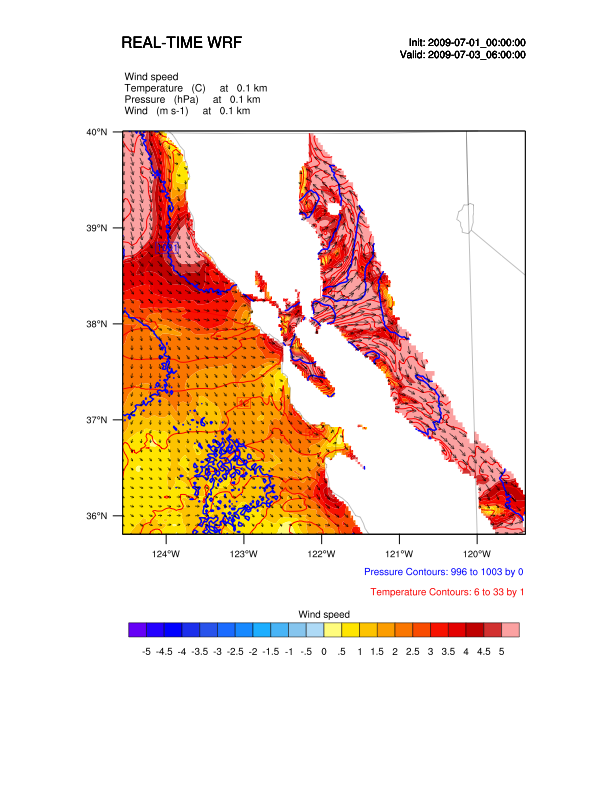 REAL-TIME WRF
Init: 2009-07-01_00:00:00
Valid: 2009-07-03_06:00:00
Wind speed
Temperature (C) at 0.1 km
Pressure (hPa) at 0.1 km
Wind (m s-1) at 0.1 km
40°N
39°N
38°N
37°N
36°N
124°W 123°W 122°W 121°W 120°W
Pressure Contours: 996 to 1003 by 0
Temperature Contours: 6 to 33 by 1
Wind speed
-5 -4.5 -4 -3.5 -3 -2.5 -2 -1.5 -1 -.5 0 .5 1 1.5 2 2.5 3 3.5 4 4.5 5